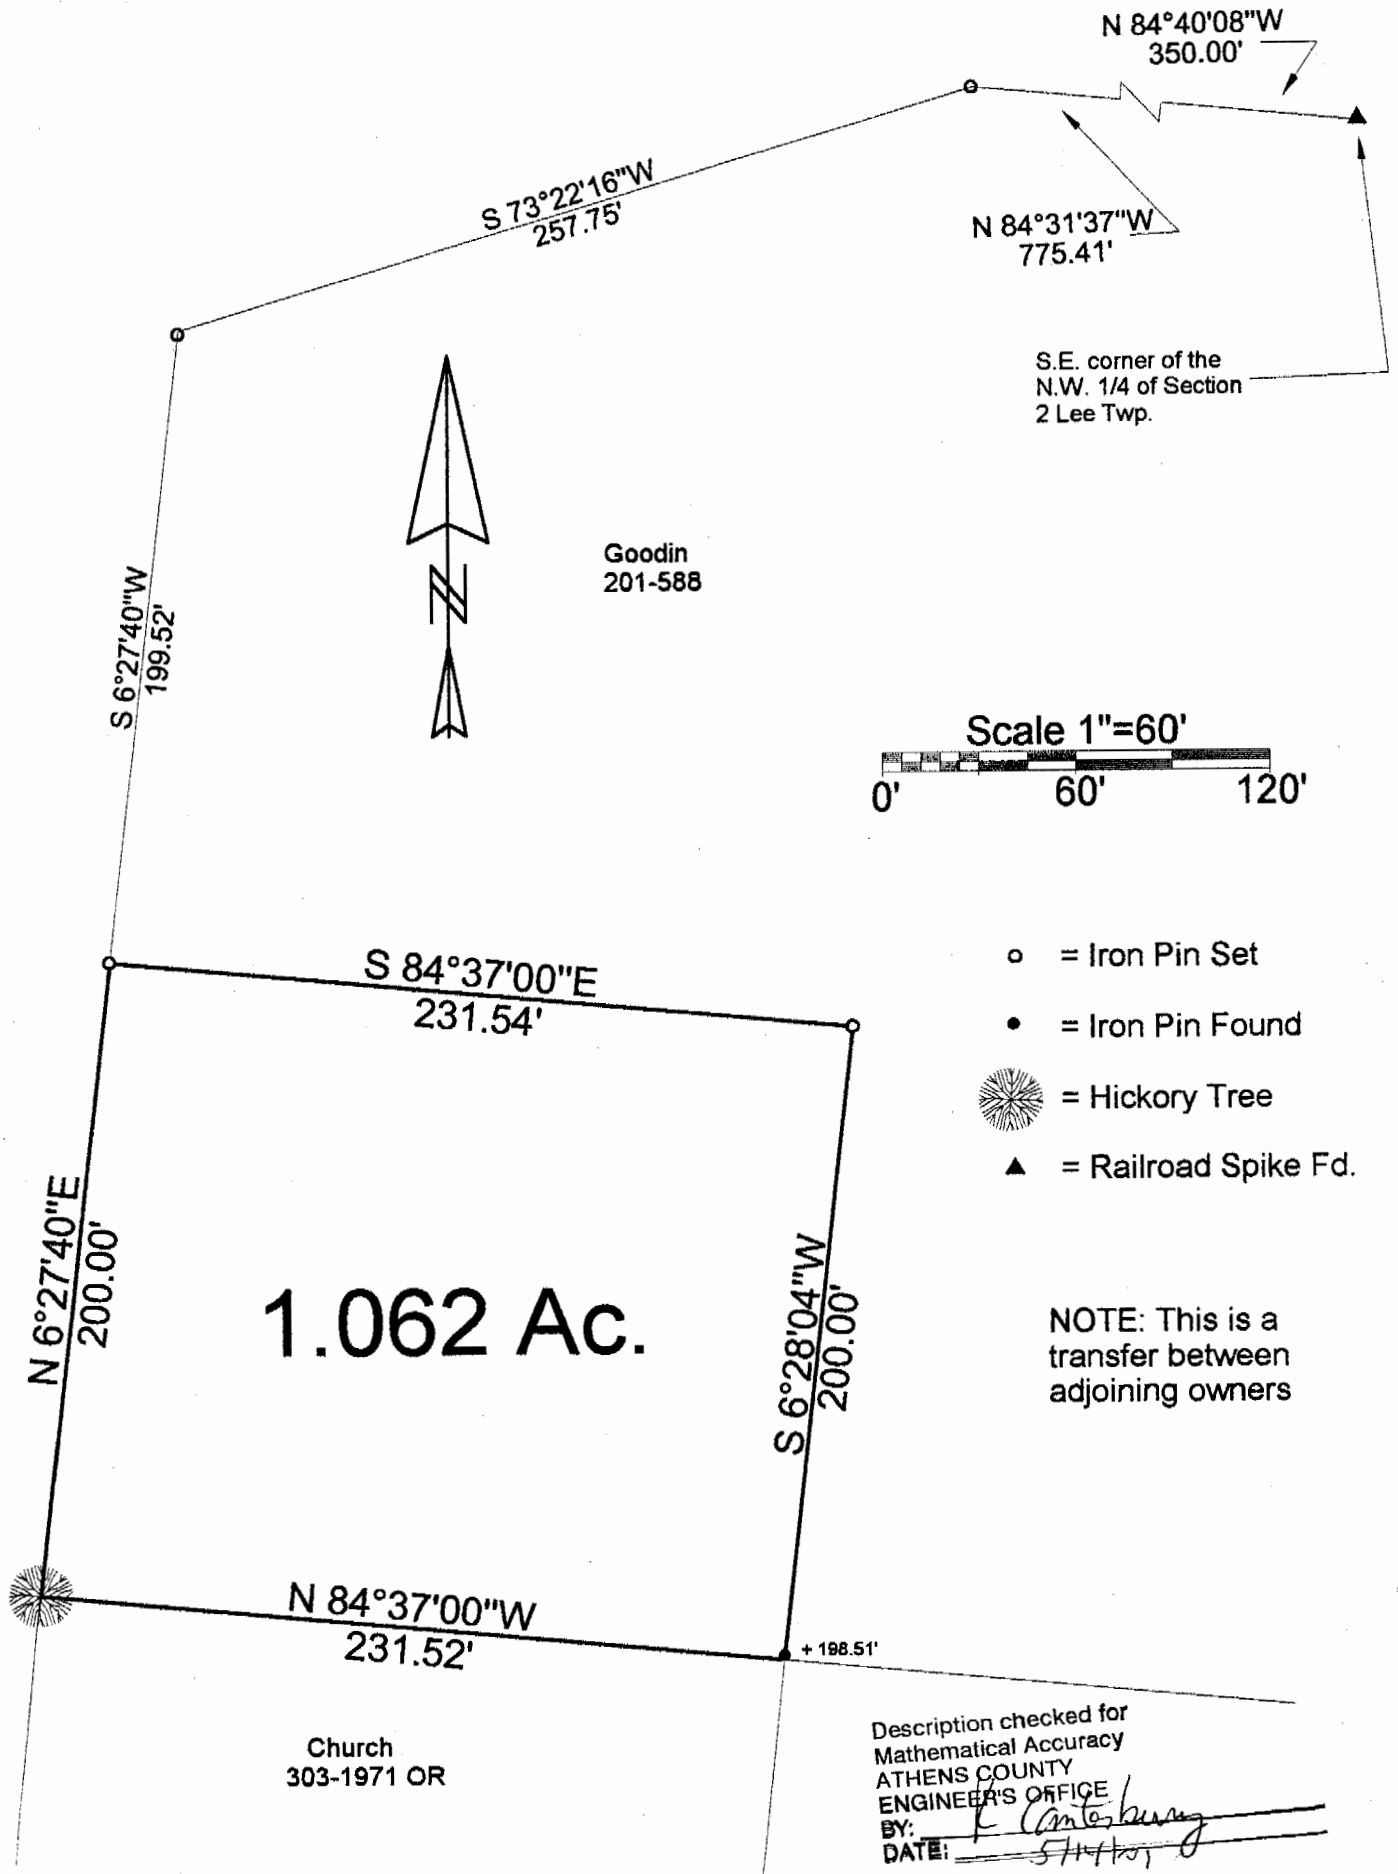 N 84°40'08"W
350.00'
S 73°22'16"W
257.75'
N 84°31'37"W
775.41'
S.E. corner of the
N.W. 1/4 of Section
2 Lee Twp.
N
Goodin
201-588
S 6°27'40"W
199.52'
Scale 1"=60'
0' 60' 120'
S 84°37'00"E
231.54'
= Iron Pin Set
= Iron Pin Found
= Hickory Tree
= Railroad Spike Fd.
N 6°27'40"E
200.00'
1.062 Ac.
S 6°28'04"W
200.00'
NOTE: This is a
transfer between
adjoining owners
N 84°37'00"W
231.52'
+ 198.51'
Church
303-1971 OR
Description checked for
Mathematical Accuracy
ATHENS COUNTY
ENGINEER'S OFFICE
BY: K
DATE: